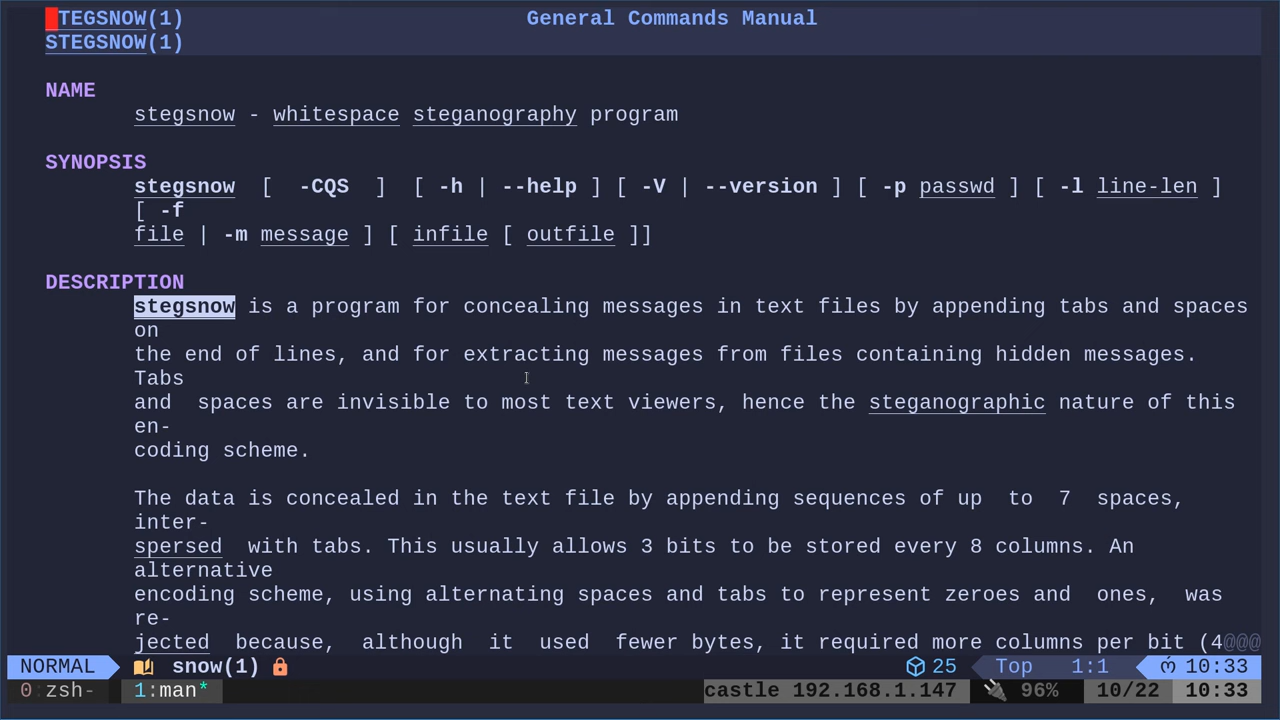 STEGSNOW(1) General Commands Manual
STEGSNOW(1)
NAME
stegsnow - whitespace steganography program
SYNOPSIS
stegsnow [ -CQS ] [ -h | --help ] [ -V | --version ] [ -p passwd ] [ -l line-len ]
[ -f
file | -m message ] [ infile [ outfile ]]
DESCRIPTION
stegsnow is a program for concealing messages in text files by appending tabs and spaces
on
the end of lines, and for extracting messages from files containing hidden messages.
Tabs
and spaces are invisible to most text viewers, hence the steganographic nature of this
en-
coding scheme.
The data is concealed in the text file by appending sequences of up to 7 spaces,
inter-
spersed with tabs. This usually allows 3 bits to be stored every 8 columns. An
alternative
encoding scheme, using alternating spaces and tabs to represent zeroes and ones, was
re-
jected because, although it used fewer bytes, it required more columns per bit (4@@@
NORMAL snow(1) 25 Top 1:1 10:33
0:zsh- 1:man* castle 192.168.1.147 96% 10/22 10:33